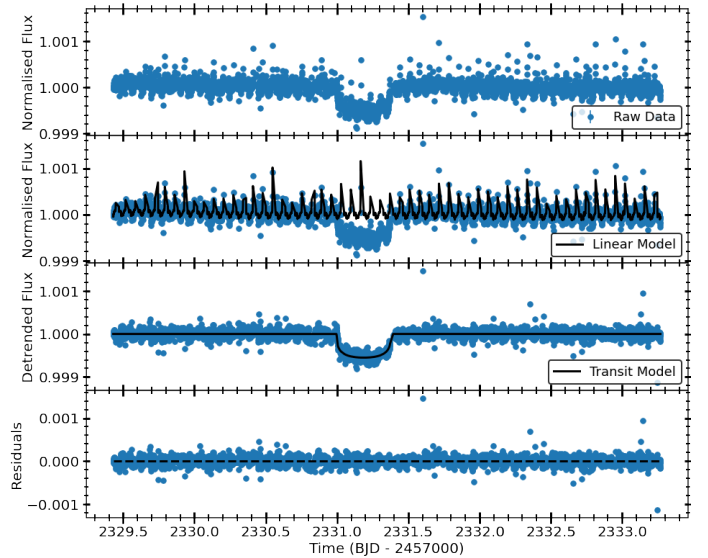 Normalised Flux
1.001
1.000
0.999
Raw Data
Normalised Flux
1.001
1.000
0.999
Linear Model
Detrended Flux
1.001
1.000
0.999
Transit Model
Residuals
0.001
0.000
−0.001
2329.5 2330.0 2330.5 2331.0 2331.5 2332.0 2332.5 2333.0
Time (BJD - 2457000)